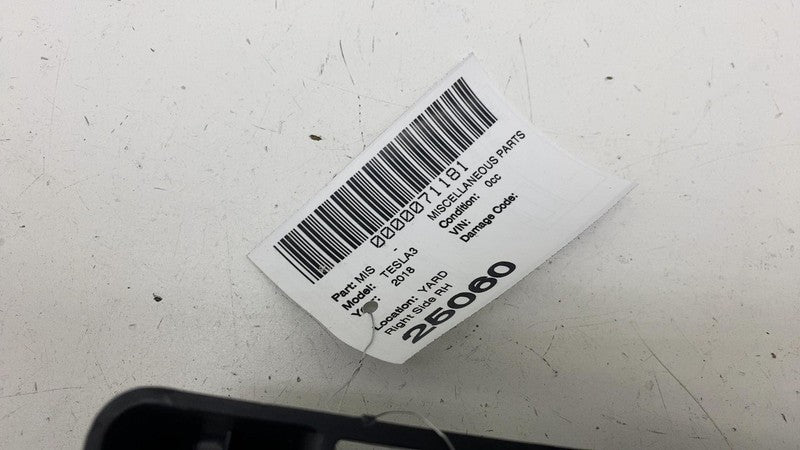 0000071181
Part: MIS - MISCELLANEOUS PARTS
Model: TESLA3 Condition: 0cc
Year: 2018 VIN:
Damage Code:
Location: YARD
Right Side RH
25060